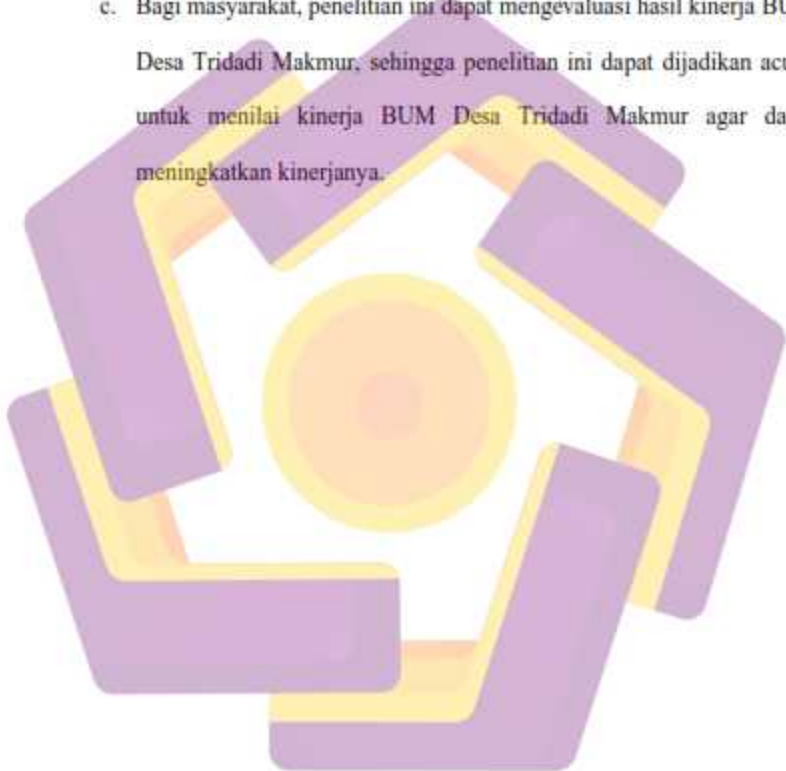 c. Bagi masyarakat, penelitian ini dapat mengevaluasi hasil kinerja
Desa Tridadi Makmur, sehingga penelitian ini dapat dijadikan
untuk menilai kinerja BUM Desa Tridadi Makmur agar
meningkatkan kinerjanya.